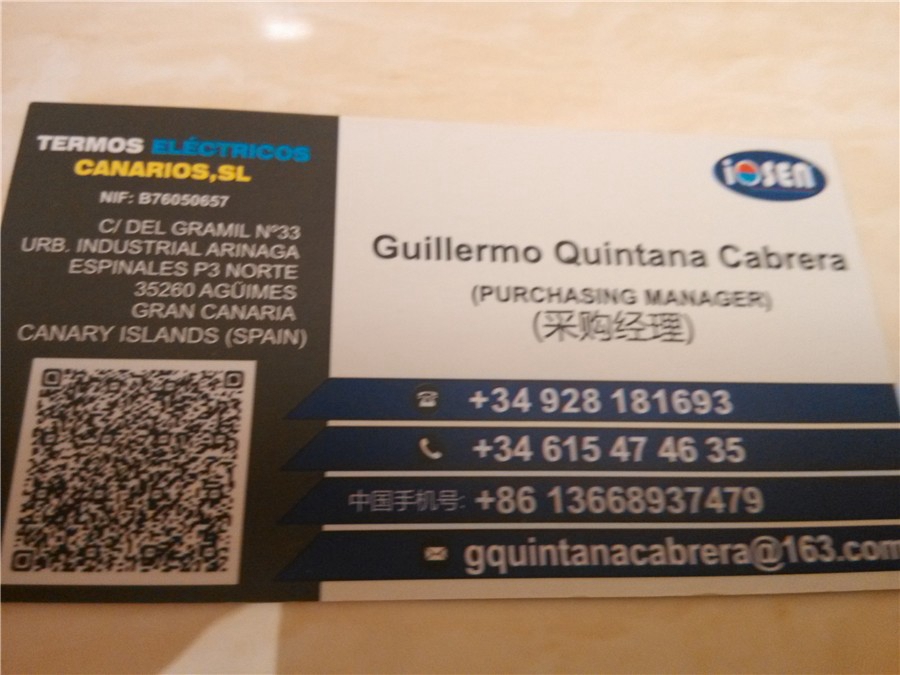 TERMOS ELÉCTRICOS
CANARIOS,SL
NIF: B76050657
C/ DEL GRAMIL Nº33
URB. INDUSTRIAL ARINAGA
ESPINALES P3 NORTE
35260 AGÜIMES
GRAN CANARIA
CANARY ISLANDS (SPAIN)
iOSEN
Guillermo Quintana Cabrera
(PURCHASING MANAGER)
(采购经理)
+34 928 181693
+34 615 47 46 35
中国手机号: +86 13668937479
gquintanacabrera@163.com